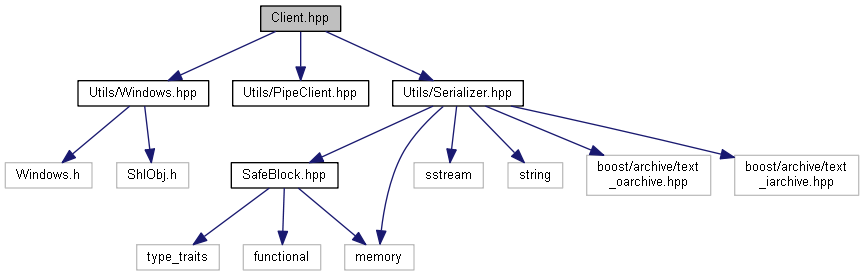 Client.hpp
Utils/Windows.hpp
Utils/PipeClient.hpp
Utils/Serializer.hpp
Windows.h
ShlObj.h
SafeBlock.hpp
sstream
string
boost/archive/text
_oarchive.hpp
boost/archive/text
_iarchive.hpp
type_traits
functional
memory